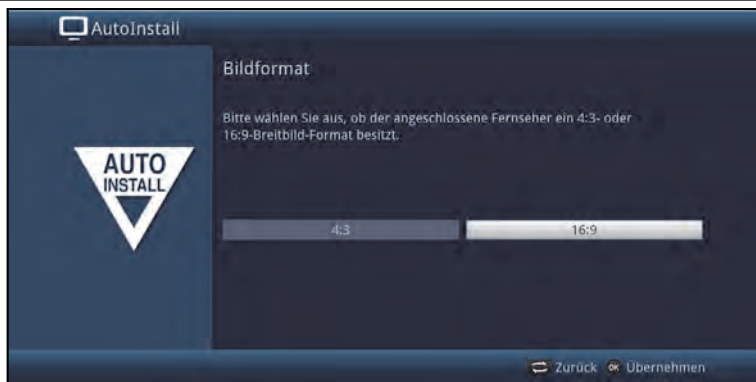 AutoInstall
Bildformat
Bitte wählen Sie aus, ob der angeschlossene Fernseher ein 4:3- oder
16:9-Breitbild-Format besitzt.
AUTO
INSTALL
4:3
16:9
Zurück OK Übernehmen